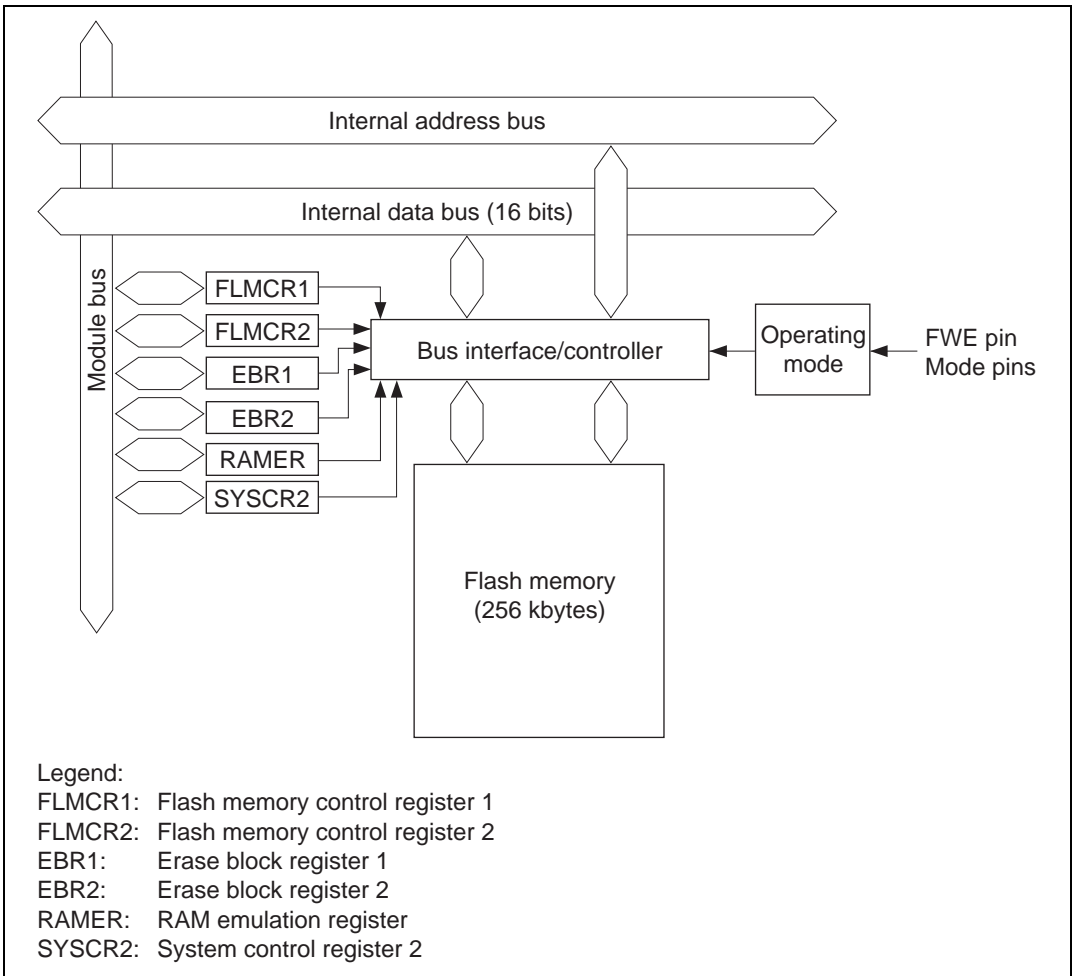 Internal address bus
Internal data bus (16 bits)
Module bus
FLMCR1
FLMCR2
EBR1
EBR2
RAMER
SYSCR2
Bus interface/controller
Operating
mode
FWE pin
Mode pins
Flash memory
(256 kbytes)
Legend:
FLMCR1: Flash memory control register 1
FLMCR2: Flash memory control register 2
EBR1: Erase block register 1
EBR2: Erase block register 2
RAMER: RAM emulation register
SYSCR2: System control register 2